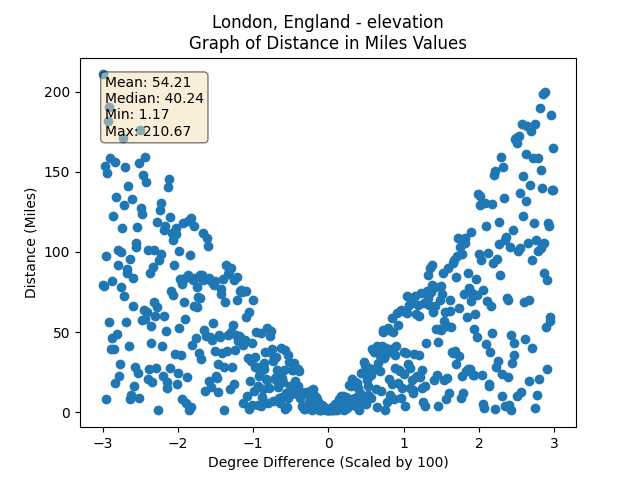 London, England - elevation
Graph of Distance in Miles Values
Mean: 54.21
Median: 40.24
Min: 1.17
Max: 210.67
200
150
100
50
0
Distance (Miles)
−3 −2 −1 0 1 2 3
Degree Difference (Scaled by 100)